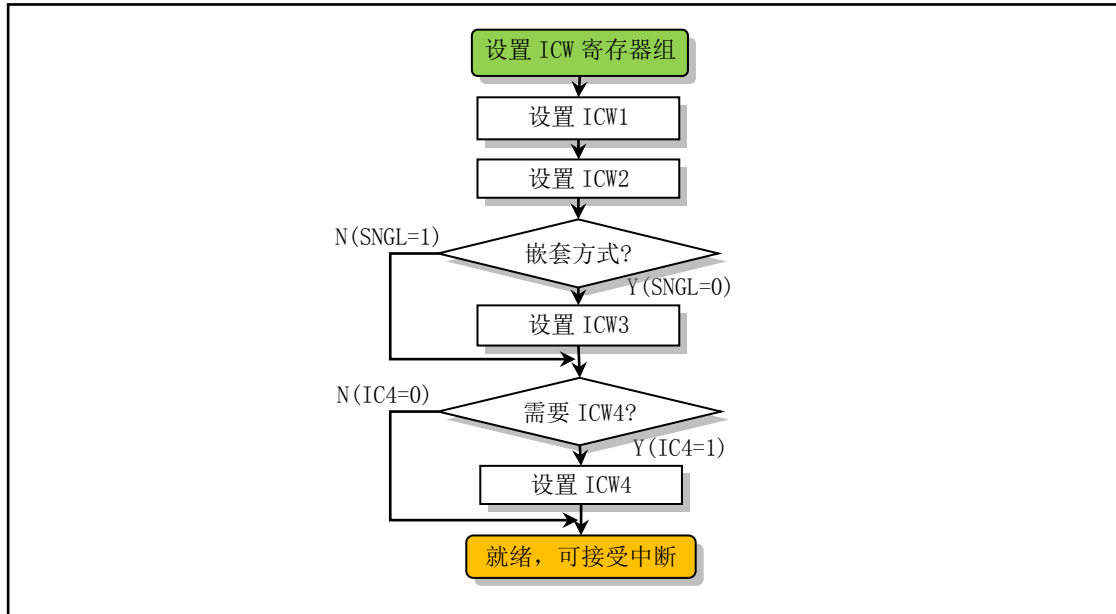 设置 ICW 寄存器组
设置 ICW1
设置 ICW2
N(SNGL=1)
嵌套方式?
Y(SNGL=0)
设置 ICW3
N(IC4=0)
需要 ICW4?
Y(IC4=1)
设置 ICW4
就绪，可接受中断